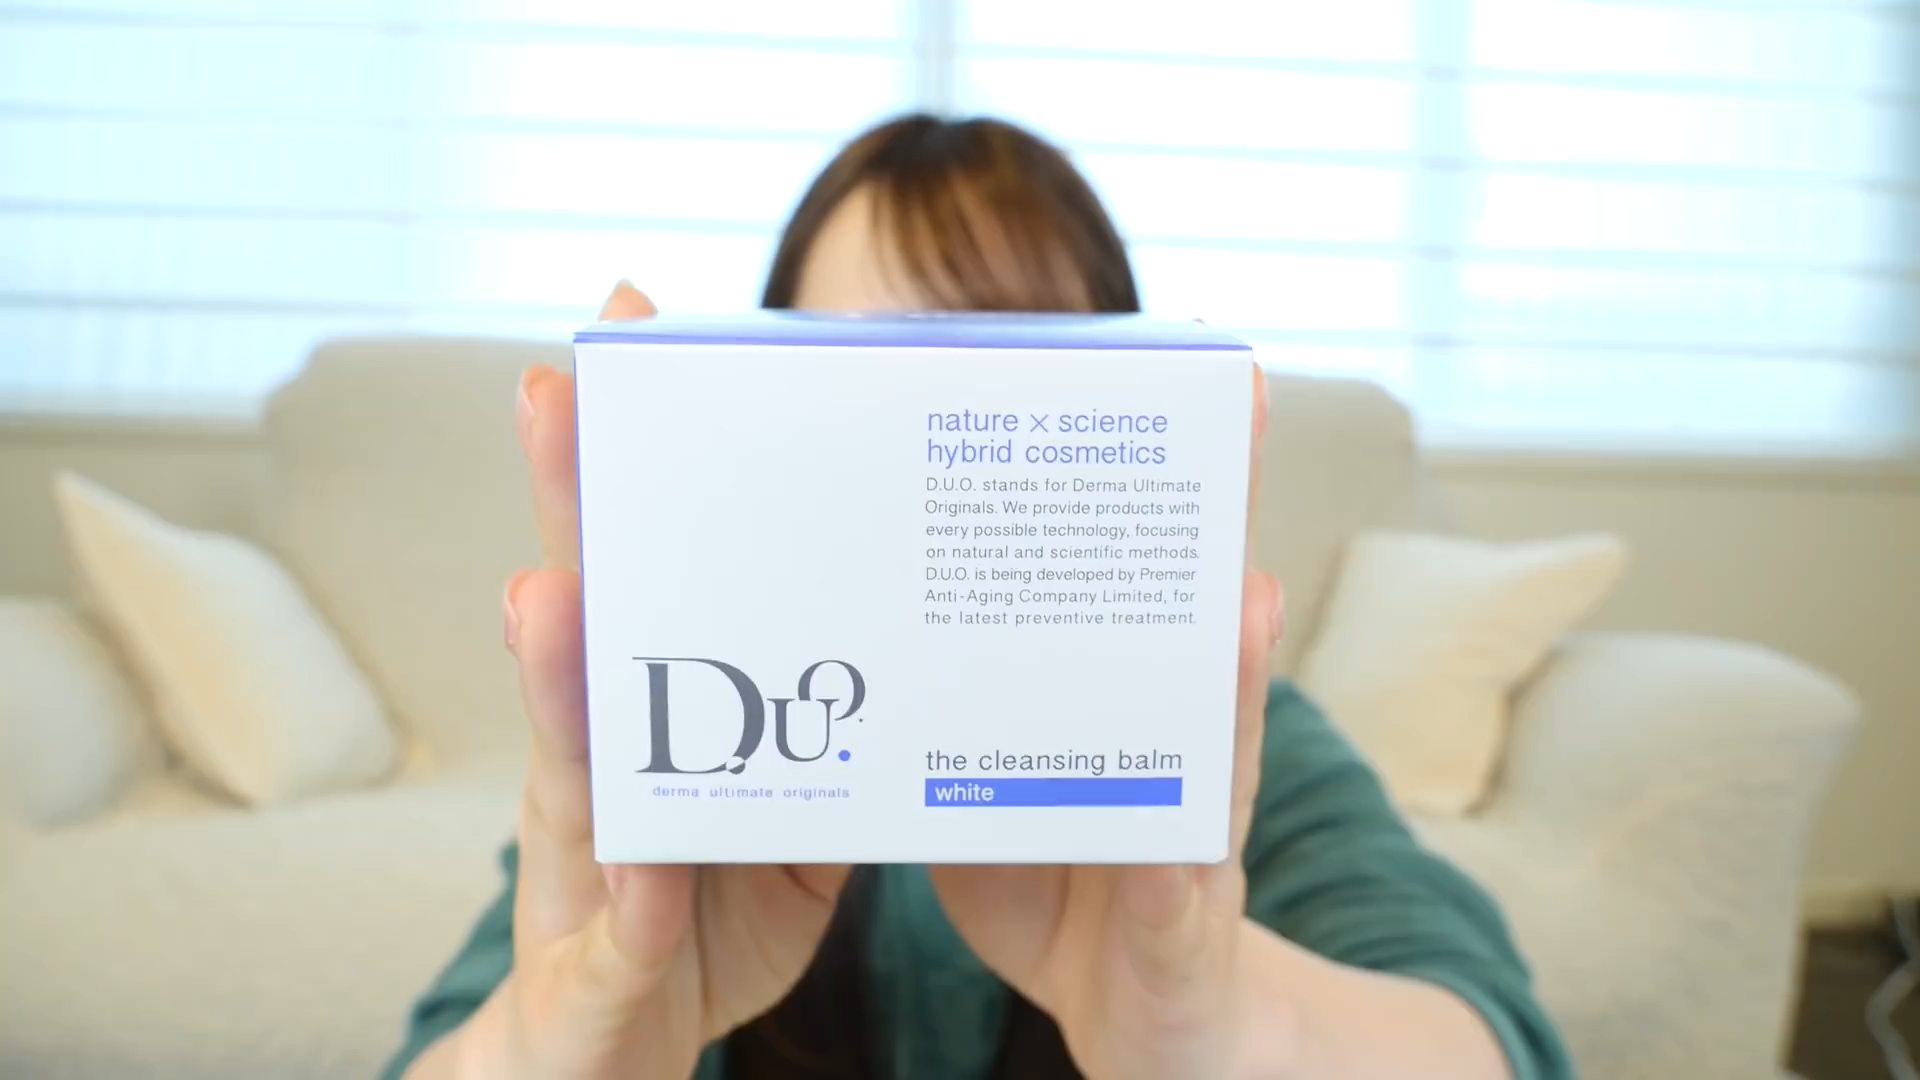 nature × science
hybrid cosmetics
D.U.O. stands for Derma Ultimate
Originals. We provide products with
every possible technology, focusing
on natural and scientific methods.
D.U.O. is being developed by Premier
Anti-Aging Company Limited, for
the latest preventive treatment.
D.U.O.
derma ultimate originals
the cleansing balm
white